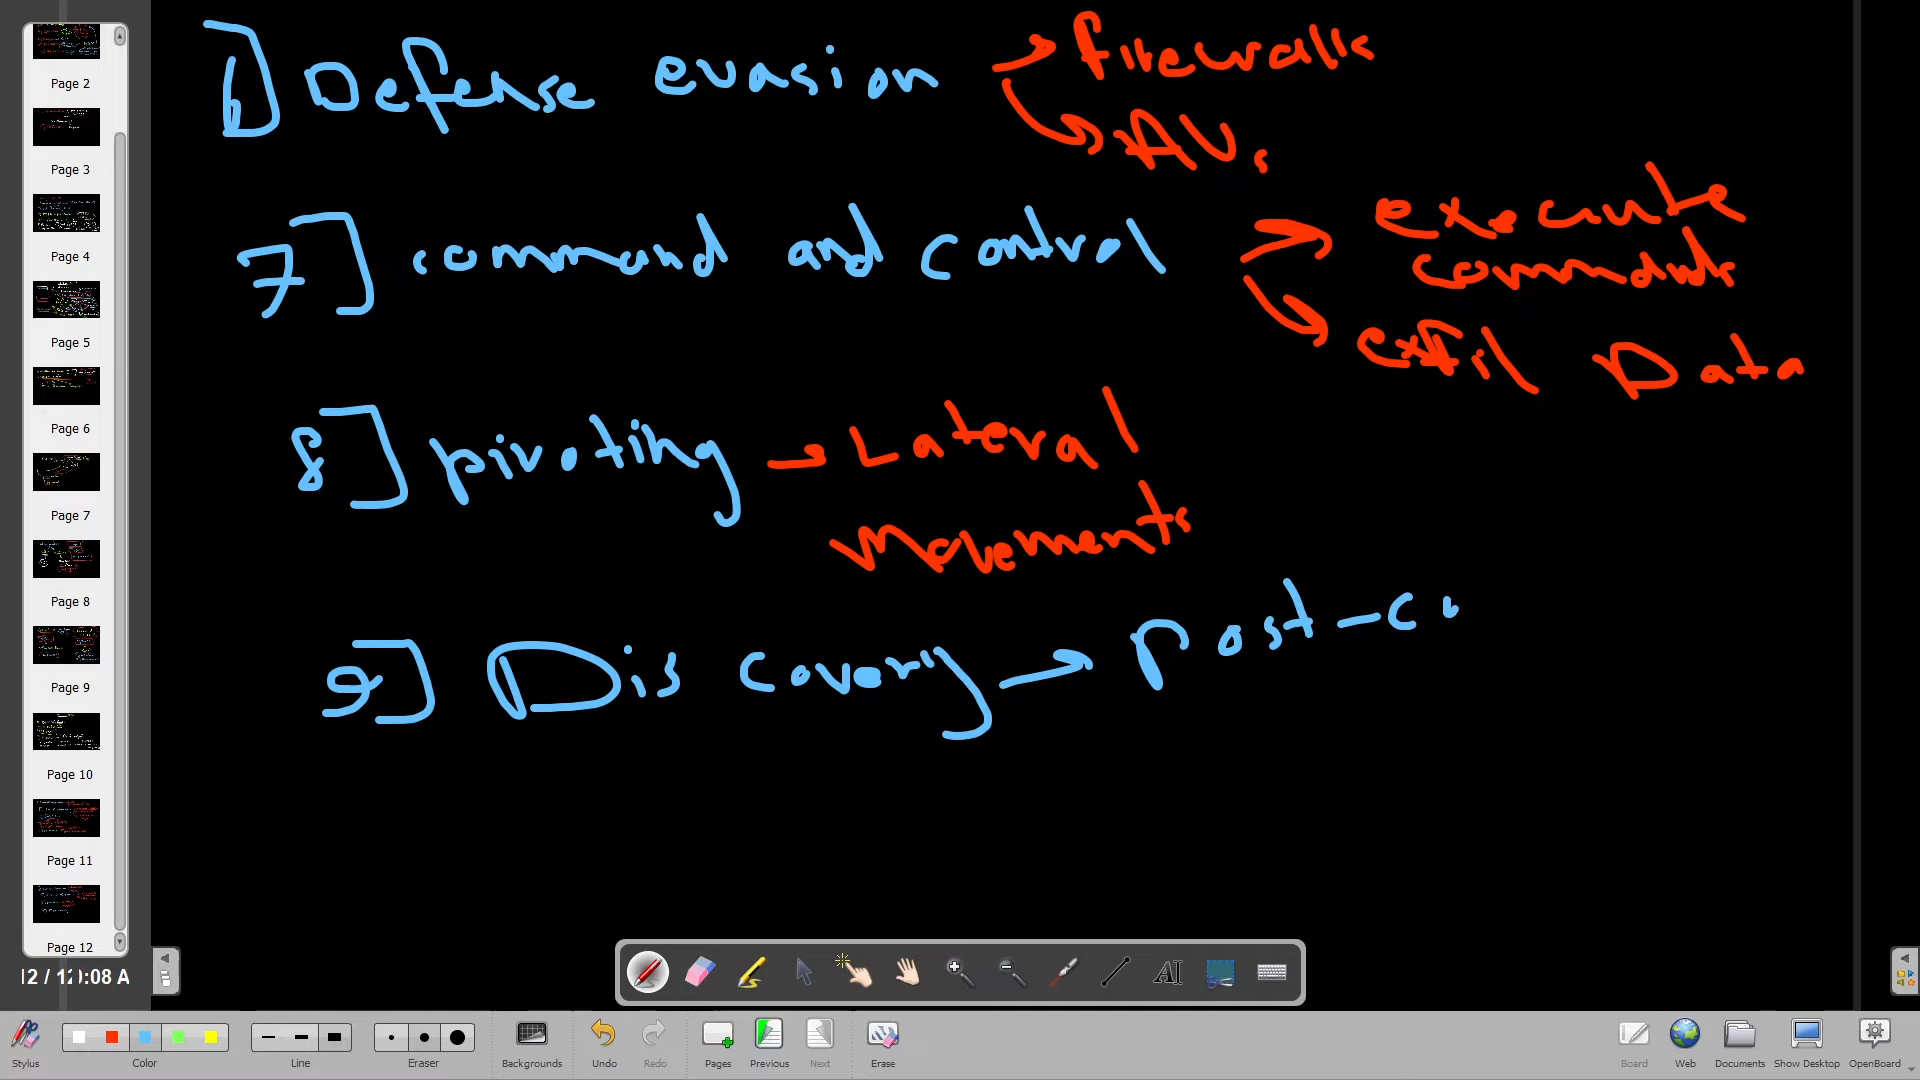 6] Defense evasion → firewalls
→ AVs
7] command and control → execute commands
→ exfil Data
8] pivoting → Lateral
Movements
9] Discovery → Post-co
Page 2
Page 3
Page 4
Page 5
Page 6
Page 7
Page 8
Page 9
Page 10
Page 11
Page 12
Stylus
Color
Line
Eraser
Backgrounds
Undo
Redo
Pages
Previous
Next
Erase
Board
Web
Documents
Show Desktop
OpenBoard